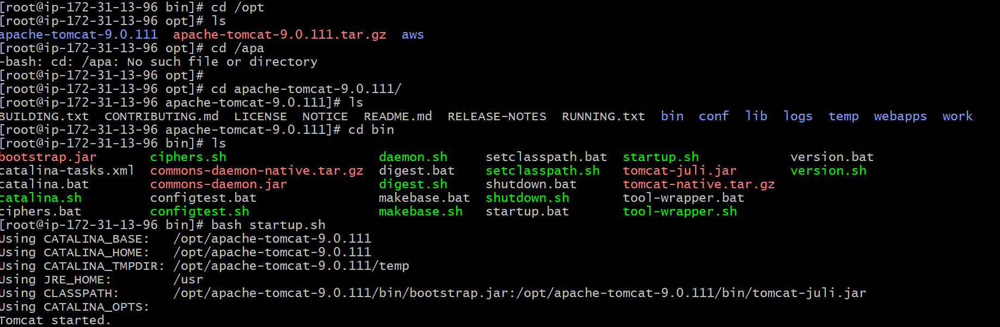 [root@ip-172-31-13-96 bin]# cd /opt
[root@ip-172-31-13-96 opt]# ls
apache-tomcat-9.0.111  apache-tomcat-9.0.111.tar.gz  aws
[root@ip-172-31-13-96 opt]# cd /apa
-bash: cd: /apa: No such file or directory
[root@ip-172-31-13-96 opt]#
[root@ip-172-31-13-96 opt]# cd apache-tomcat-9.0.111/
[root@ip-172-31-13-96 apache-tomcat-9.0.111]# ls
BUILDING.txt  CONTRIBUTING.md  LICENSE  NOTICE  README.md  RELEASE-NOTES  RUNNING.txt  bin  conf  lib  logs  temp  webapps  work
[root@ip-172-31-13-96 apache-tomcat-9.0.111]# cd bin
[root@ip-172-31-13-96 bin]# ls
bootstrap.jar       ciphers.sh                    daemon.sh     setclasspath.bat  startup.sh            version.bat
catalina-tasks.xml  commons-daemon-native.tar.gz  digest.bat    setclasspath.sh   tomcat-juli.jar       version.sh
catalina.bat        commons-daemon.jar            digest.sh     shutdown.bat      tomcat-native.tar.gz
catalina.sh         configtest.bat                makebase.bat  shutdown.sh       tool-wrapper.bat
ciphers.bat         configtest.sh                 makebase.sh   startup.bat       tool-wrapper.sh
[root@ip-172-31-13-96 bin]# bash startup.sh
Using CATALINA_BASE:   /opt/apache-tomcat-9.0.111
Using CATALINA_HOME:   /opt/apache-tomcat-9.0.111
Using CATALINA_TMPDIR: /opt/apache-tomcat-9.0.111/temp
Using JRE_HOME:        /usr
Using CLASSPATH:       /opt/apache-tomcat-9.0.111/bin/bootstrap.jar:/opt/apache-tomcat-9.0.111/bin/tomcat-juli.jar
Using CATALINA_OPTS:
Tomcat started.